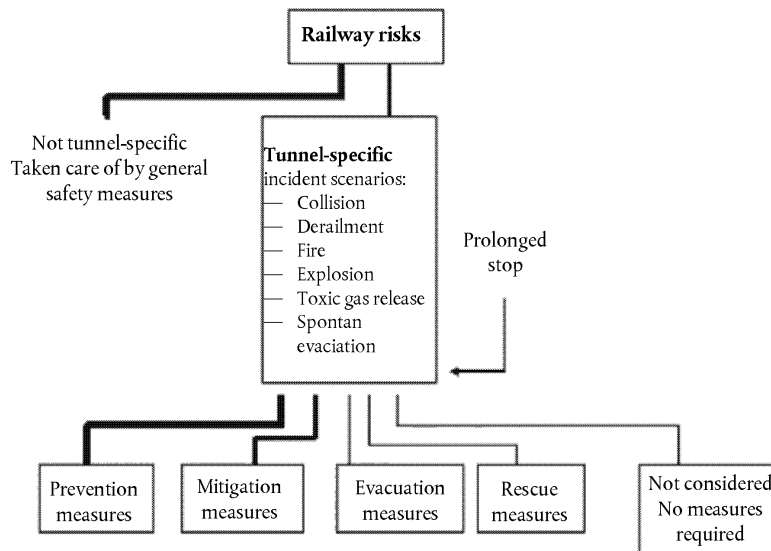 Railway risks
Not tunnel-specific
Taken care of by general
safety measures
Tunnel-specific
incident scenarios:
— Collision
— Derailment
— Fire
— Explosion
— Toxic gas release
— Spontan
evaciation
Prolonged
stop
Prevention
measures
Mitigation
measures
Evacuation
measures
Rescue
measures
Not considered
No measures
required